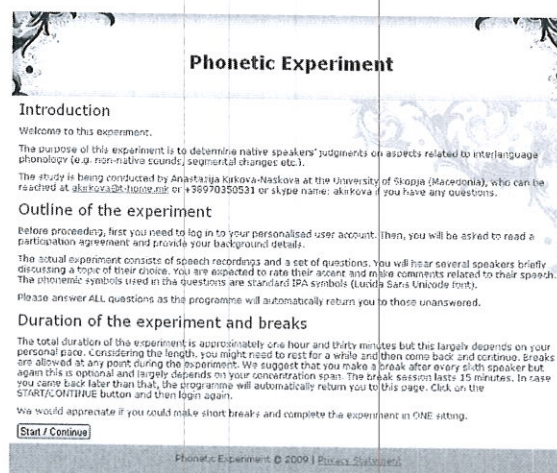 Phonetic Experiment
Introduction
Welcome to this experiment.
The purpose of this experiment is to determine native speakers' judgments on aspects related to interlanguage
phonology (e.g. non-native sounds, segmental changes etc.).
The study is being conducted by Anastazija Kirkova-Naskova at the University of Skopja (Macedonia), who can be
reached at akirkova@t-home.mk or +38970350531 or skype name: akirkova if you have any questions.
Outline of the experiment
Before proceeding, first you need to log in to your personalised user account. Then, you will be asked to read a
participation agreement and provide your background details.
The actual experiment consists of speech recordings and a set of questions. You will hear several speakers briefly
discussing a topic of their choice. You are expected to rate their accent and make comments related to their speech.
The phonemic symbols used in the questions are standard IPA symbols (Lucida Sans Unicode font).
Please answer ALL questions as the programme will automatically return you to those unanswered.
Duration of the experiment and breaks
The total duration of the experiment is approximately one hour and thirty minutes but this largely depends on your
personal pace. Considering the length, you might need to rest for a while and then come back and continue. Breaks
are allowed at any point during the experiment. We suggest that you make a break after every sixth speaker but
again this is optional and largely depends on your concentration span. The break session lasts 15 minutes. In case
you came back later than that, the programme will automatically return you to this page. Click on the
START/CONTINUE button and then login again.
We would appreciate if you could make short breaks and complete the experiment in ONE sitting.
Start / Continue
Phonetic Experiment © 2009 | Privacy Statement